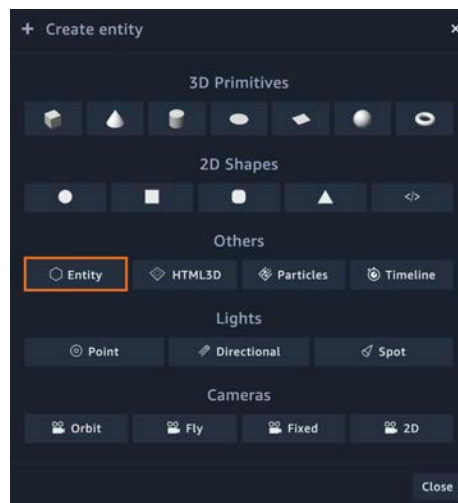 + Create entity ×
3D Primitives
2D Shapes
</>
Others
Entity HTML3D Particles Timeline
Lights
Point Directional Spot
Cameras
Orbit Fly Fixed 2D
Close